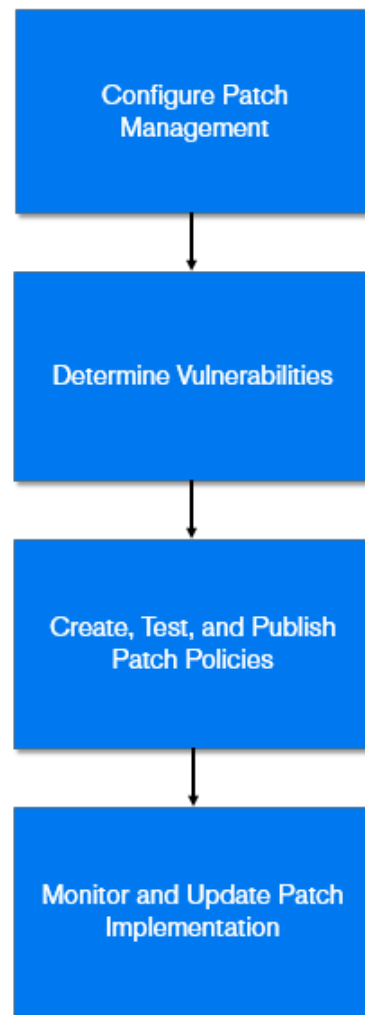 Configure Patch
Management
Determine Vulnerabilities
Create, Test, and Publish
Patch Policies
Monitor and Update Patch
Implementation